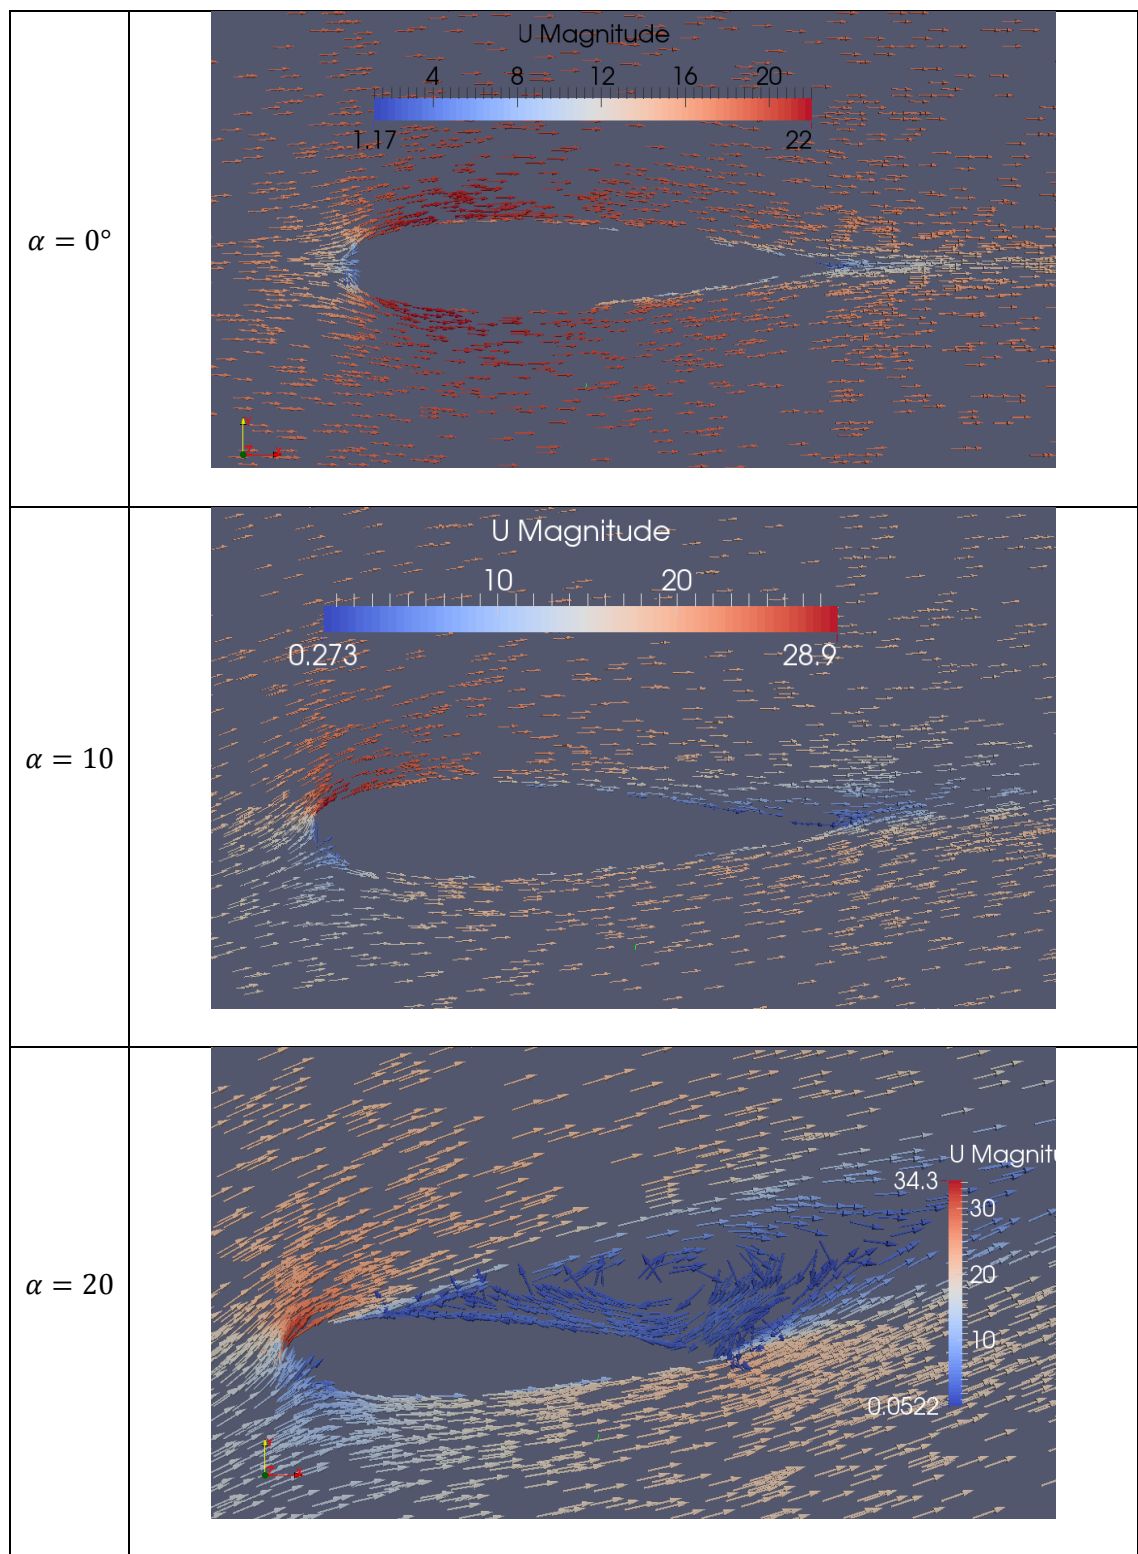 U Magnitude
4 8 12 16 20
1.17 22
α = 0°
U Magnitude
10 20
0.273 28.9
α = 10
U Magnitu
34.3
30
20
α = 20
10
0.0522